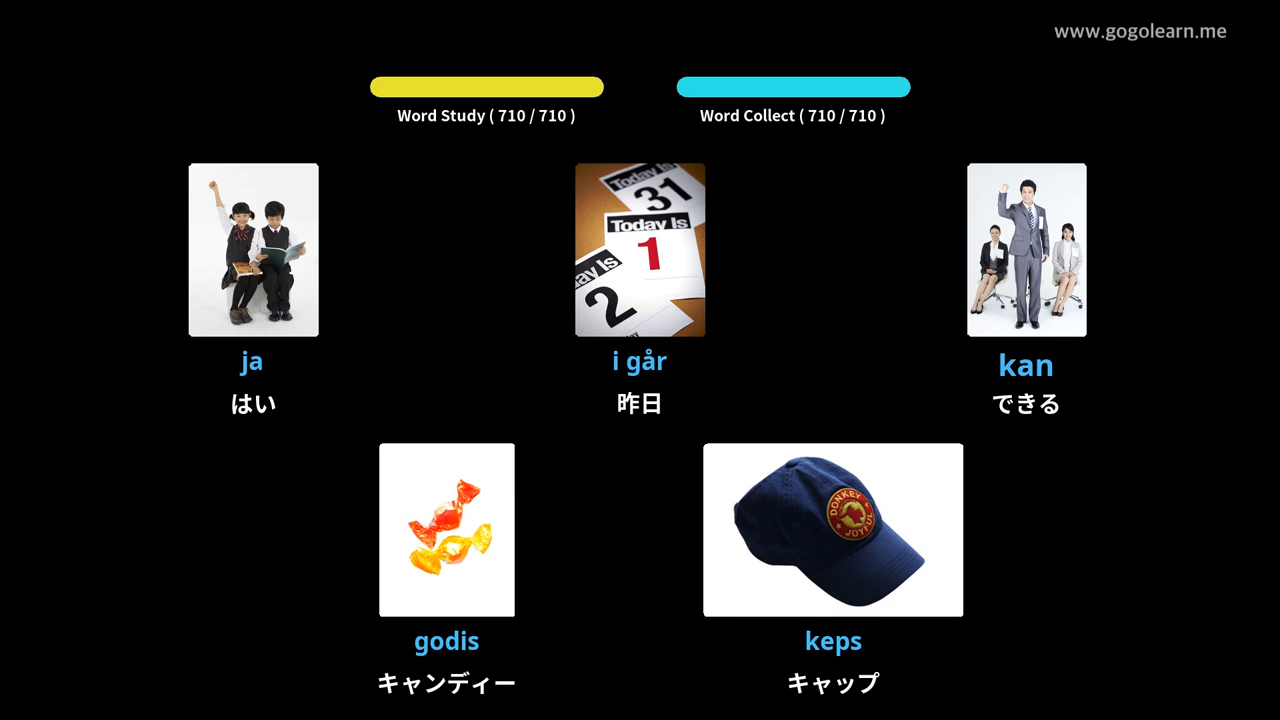 www.gogolearn.me
Word Study ( 710 / 710 )
Word Collect ( 710 / 710 )
Today Is
31
Today Is
1
day Is
2
ja
はい
i går
昨日
kan
できる
DONKEY
JOYFUL
godis
キャンディー
keps
キャップ